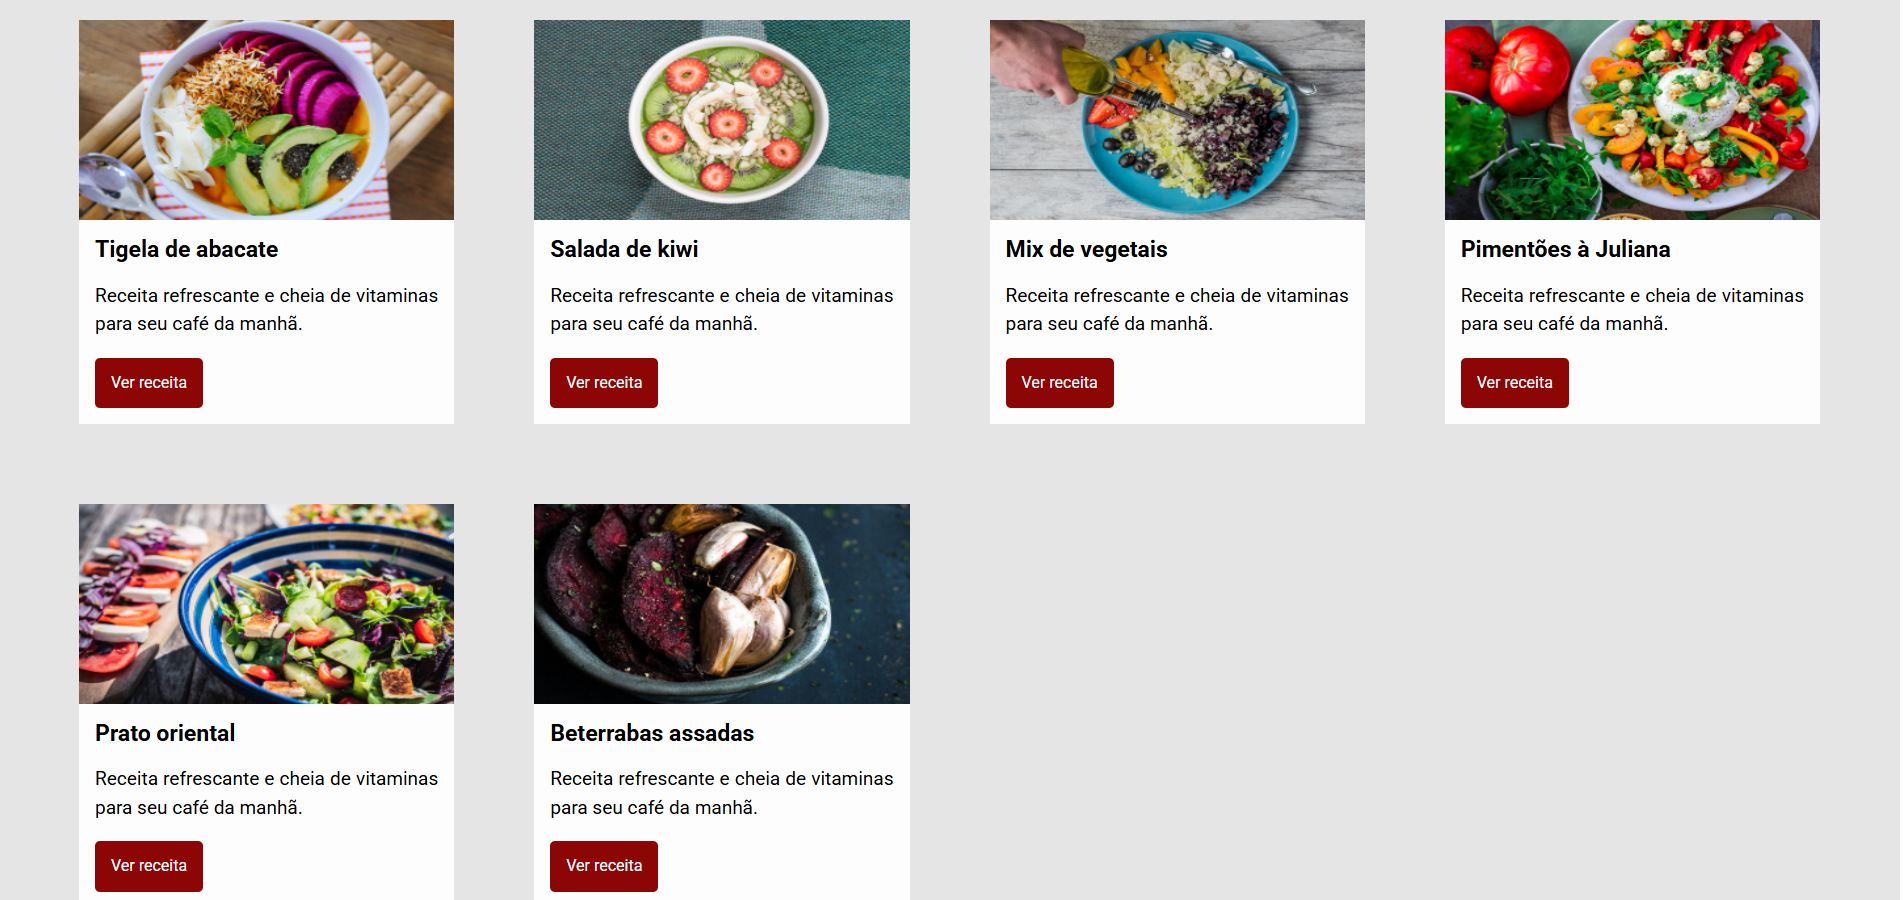 Tigela de abacate
Receita refrescante e cheia de vitaminas
para seu café da manhã.
Ver receita
Salada de kiwi
Receita refrescante e cheia de vitaminas
para seu café da manhã.
Ver receita
Mix de vegetais
Receita refrescante e cheia de vitaminas
para seu café da manhã.
Ver receita
Pimentões à Juliana
Receita refrescante e cheia de vitaminas
para seu café da manhã.
Ver receita
Prato oriental
Receita refrescante e cheia de vitaminas
para seu café da manhã.
Ver receita
Beterrabas assadas
Receita refrescante e cheia de vitaminas
para seu café da manhã.
Ver receita